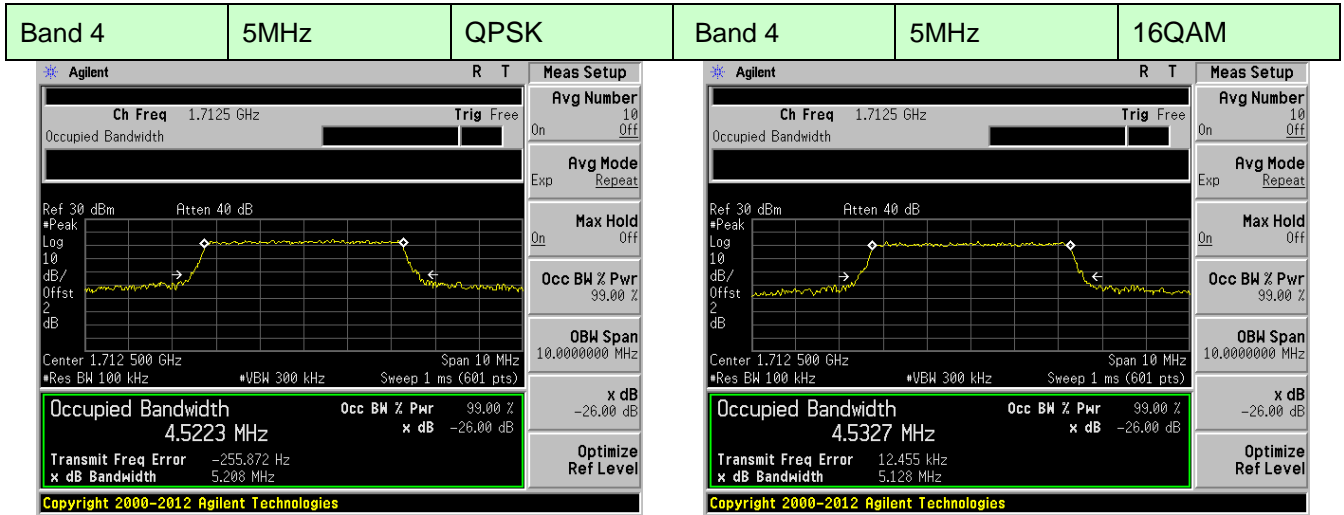 Band 4 5MHz QPSK Band 4 5MHz 16QAM
Agilent R T Meas Setup
Ch Freq 1.7125 GHz Trig Free
Occupied Bandwidth
Avg Number
10
On Off
Avg Mode
Exp Repeat
Ref 30 dBm Atten 40 dB
#Peak
Log
10
dB/
Offst
2
dB
Max Hold
On Off
Occ BW % Pwr
99.00 %
Center 1.712 500 GHz Span 10 MHz
#Res BW 100 kHz #VBW 300 kHz Sweep 1 ms (601 pts)
OBW Span
10.0000000 MHz
Occupied Bandwidth Occ BW % Pwr 99.00 %
4.5223 MHz x dB -26.00 dB
Transmit Freq Error -255.872 Hz
x dB Bandwidth 5.208 MHz
x dB
-26.00 dB
Optimize
Ref Level
Copyright 2000-2012 Agilent Technologies
Agilent R T Meas Setup
Ch Freq 1.7125 GHz Trig Free
Occupied Bandwidth
Avg Number
10
On Off
Avg Mode
Exp Repeat
Ref 30 dBm Atten 40 dB
#Peak
Log
10
dB/
Offst
2
dB
Max Hold
On Off
Occ BW % Pwr
99.00 %
Center 1.712 500 GHz Span 10 MHz
#Res BW 100 kHz #VBW 300 kHz Sweep 1 ms (601 pts)
OBW Span
10.0000000 MHz
Occupied Bandwidth Occ BW % Pwr 99.00 %
4.5327 MHz x dB -26.00 dB
Transmit Freq Error 12.455 kHz
x dB Bandwidth 5.128 MHz
x dB
-26.00 dB
Optimize
Ref Level
Copyright 2000-2012 Agilent Technologies